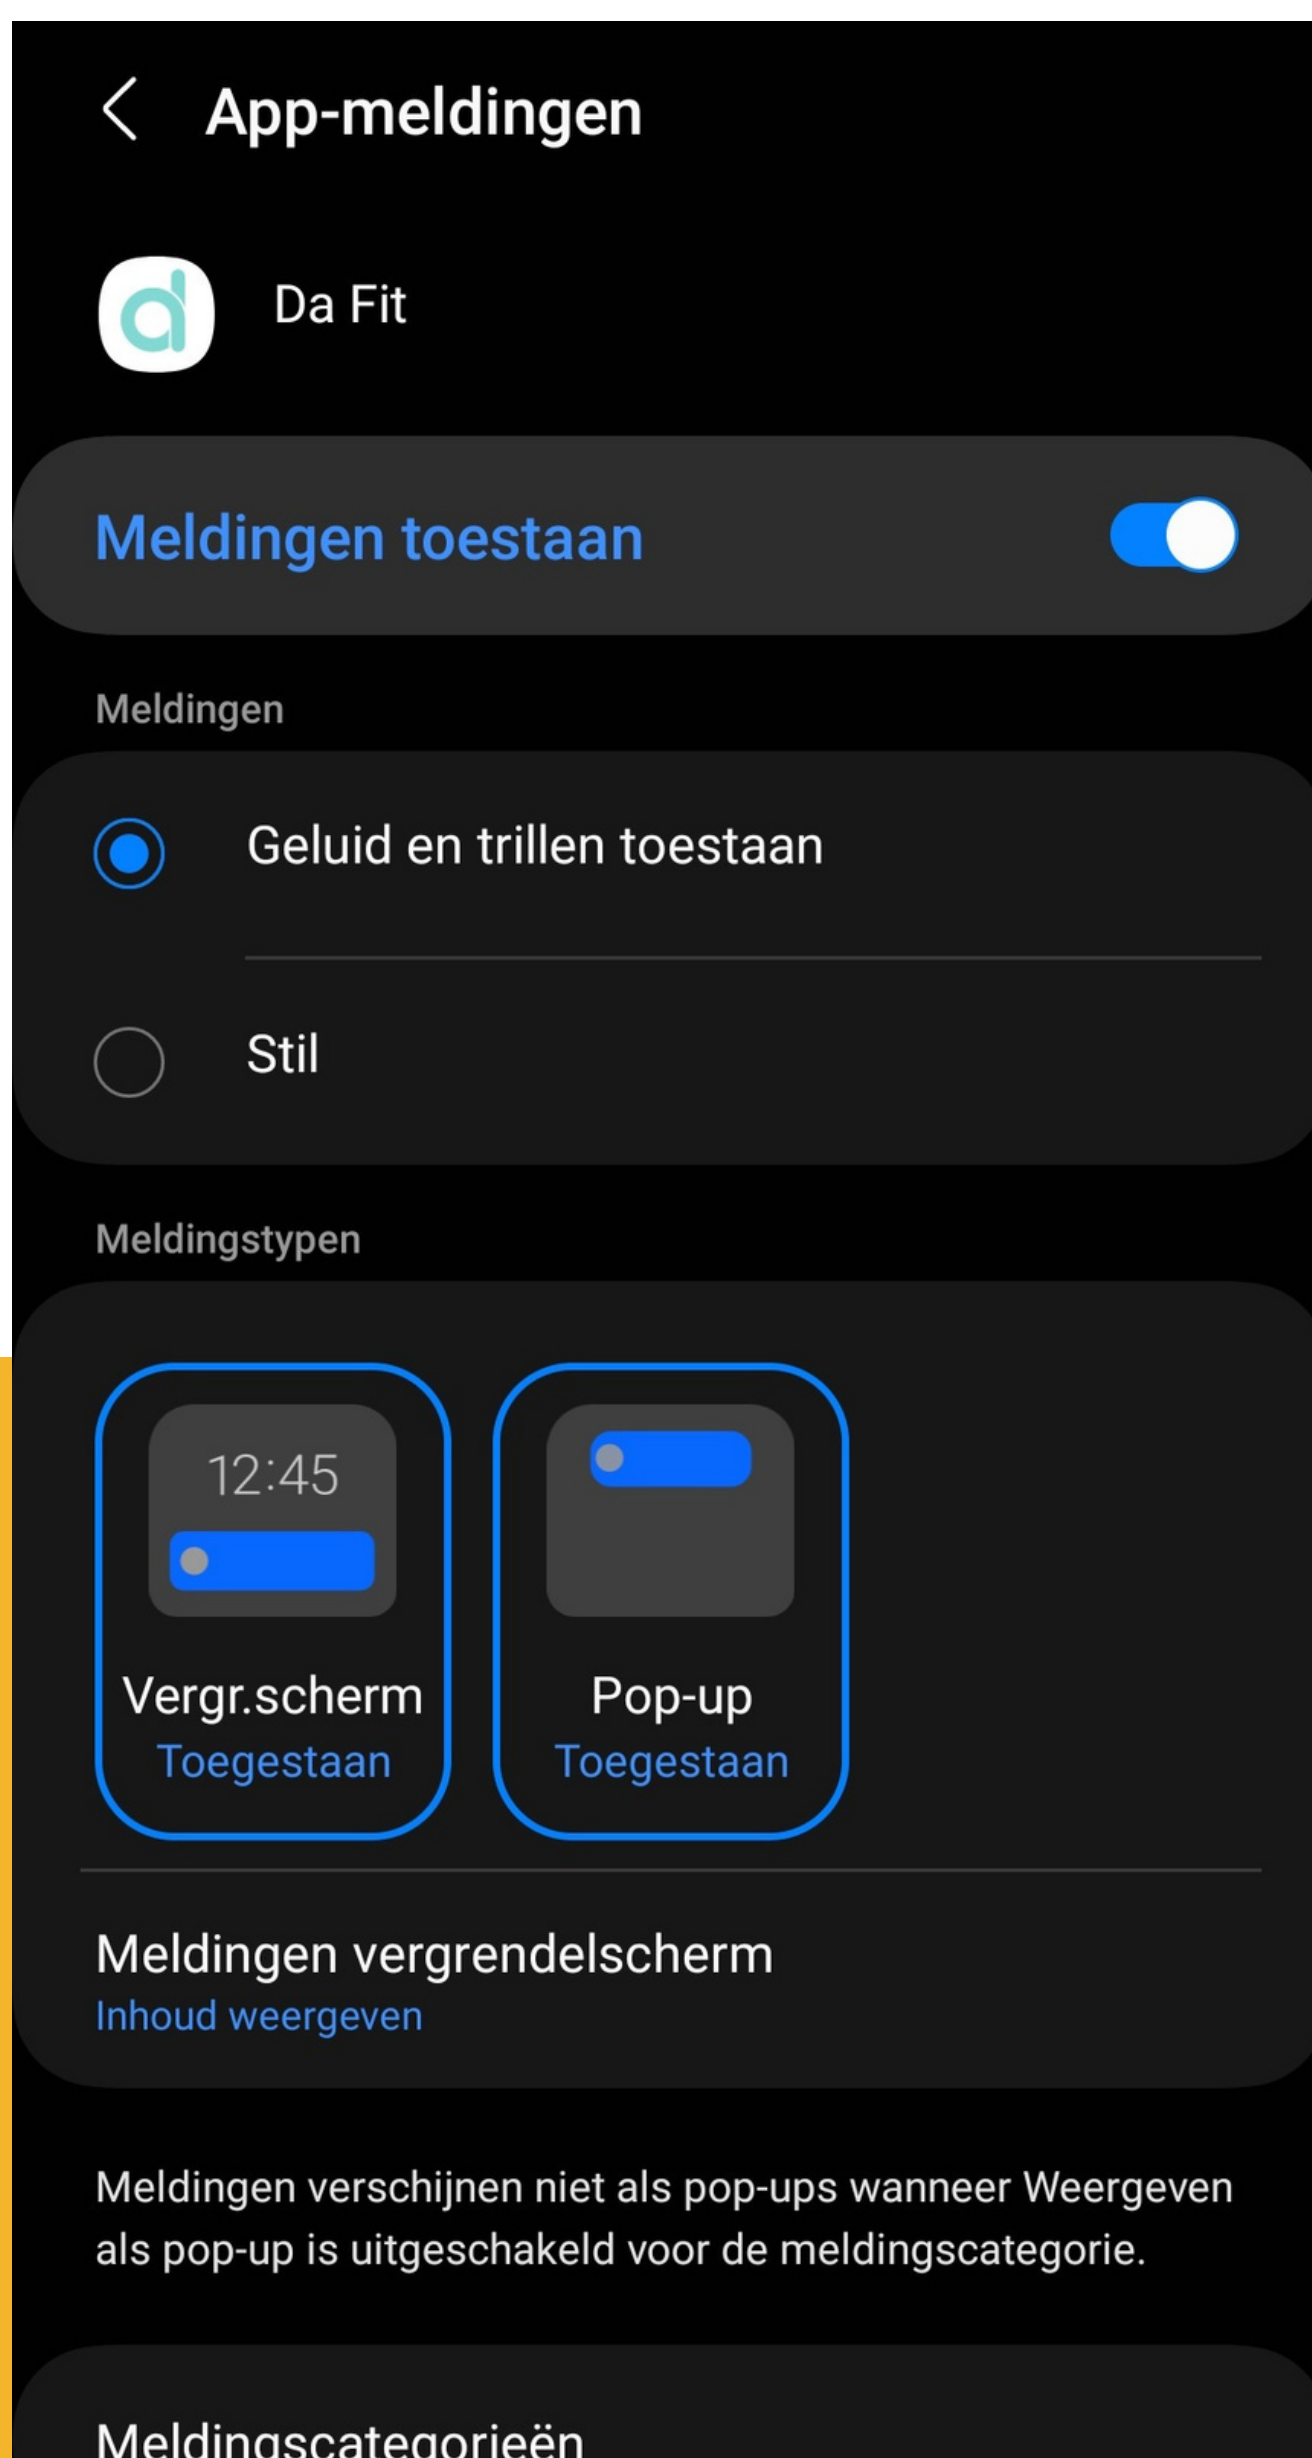 App-meldingen
Da Fit
Meldingen toestaan
Meldingen
Geluid en trillen toestaan
Stil
Meldingstypen
12:45
Vergr.scherm
Toegestaan
Pop-up
Toegestaan
Meldingen vergrendelscherm
Inhoud weergeven
Meldingen verschijnen niet als pop-ups wanneer Weergeven
als pop-up is uitgeschakeld voor de meldingscategorie.
Meldingscategorieën